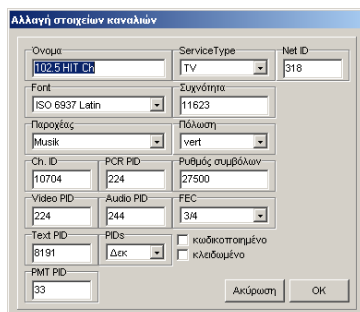 Αλλαγή στοιχείων καναλιών
Όνομα ServiceType Net ID
102.5 HIT Ch TV 318
Font Συχνότητα
ISO 6937 Latin 11623
Παροχέας Πόλωση
Musik vert
Ch. ID PCR PID Ρυθμός συμβόλων
10704 224 27500
Video PID Audio PID FEC
224 244 3/4
Text PID PIDs κωδικοποιημένο
8191 Δεκ κλειδωμένο
PMT PID
33 Ακύρωση OK